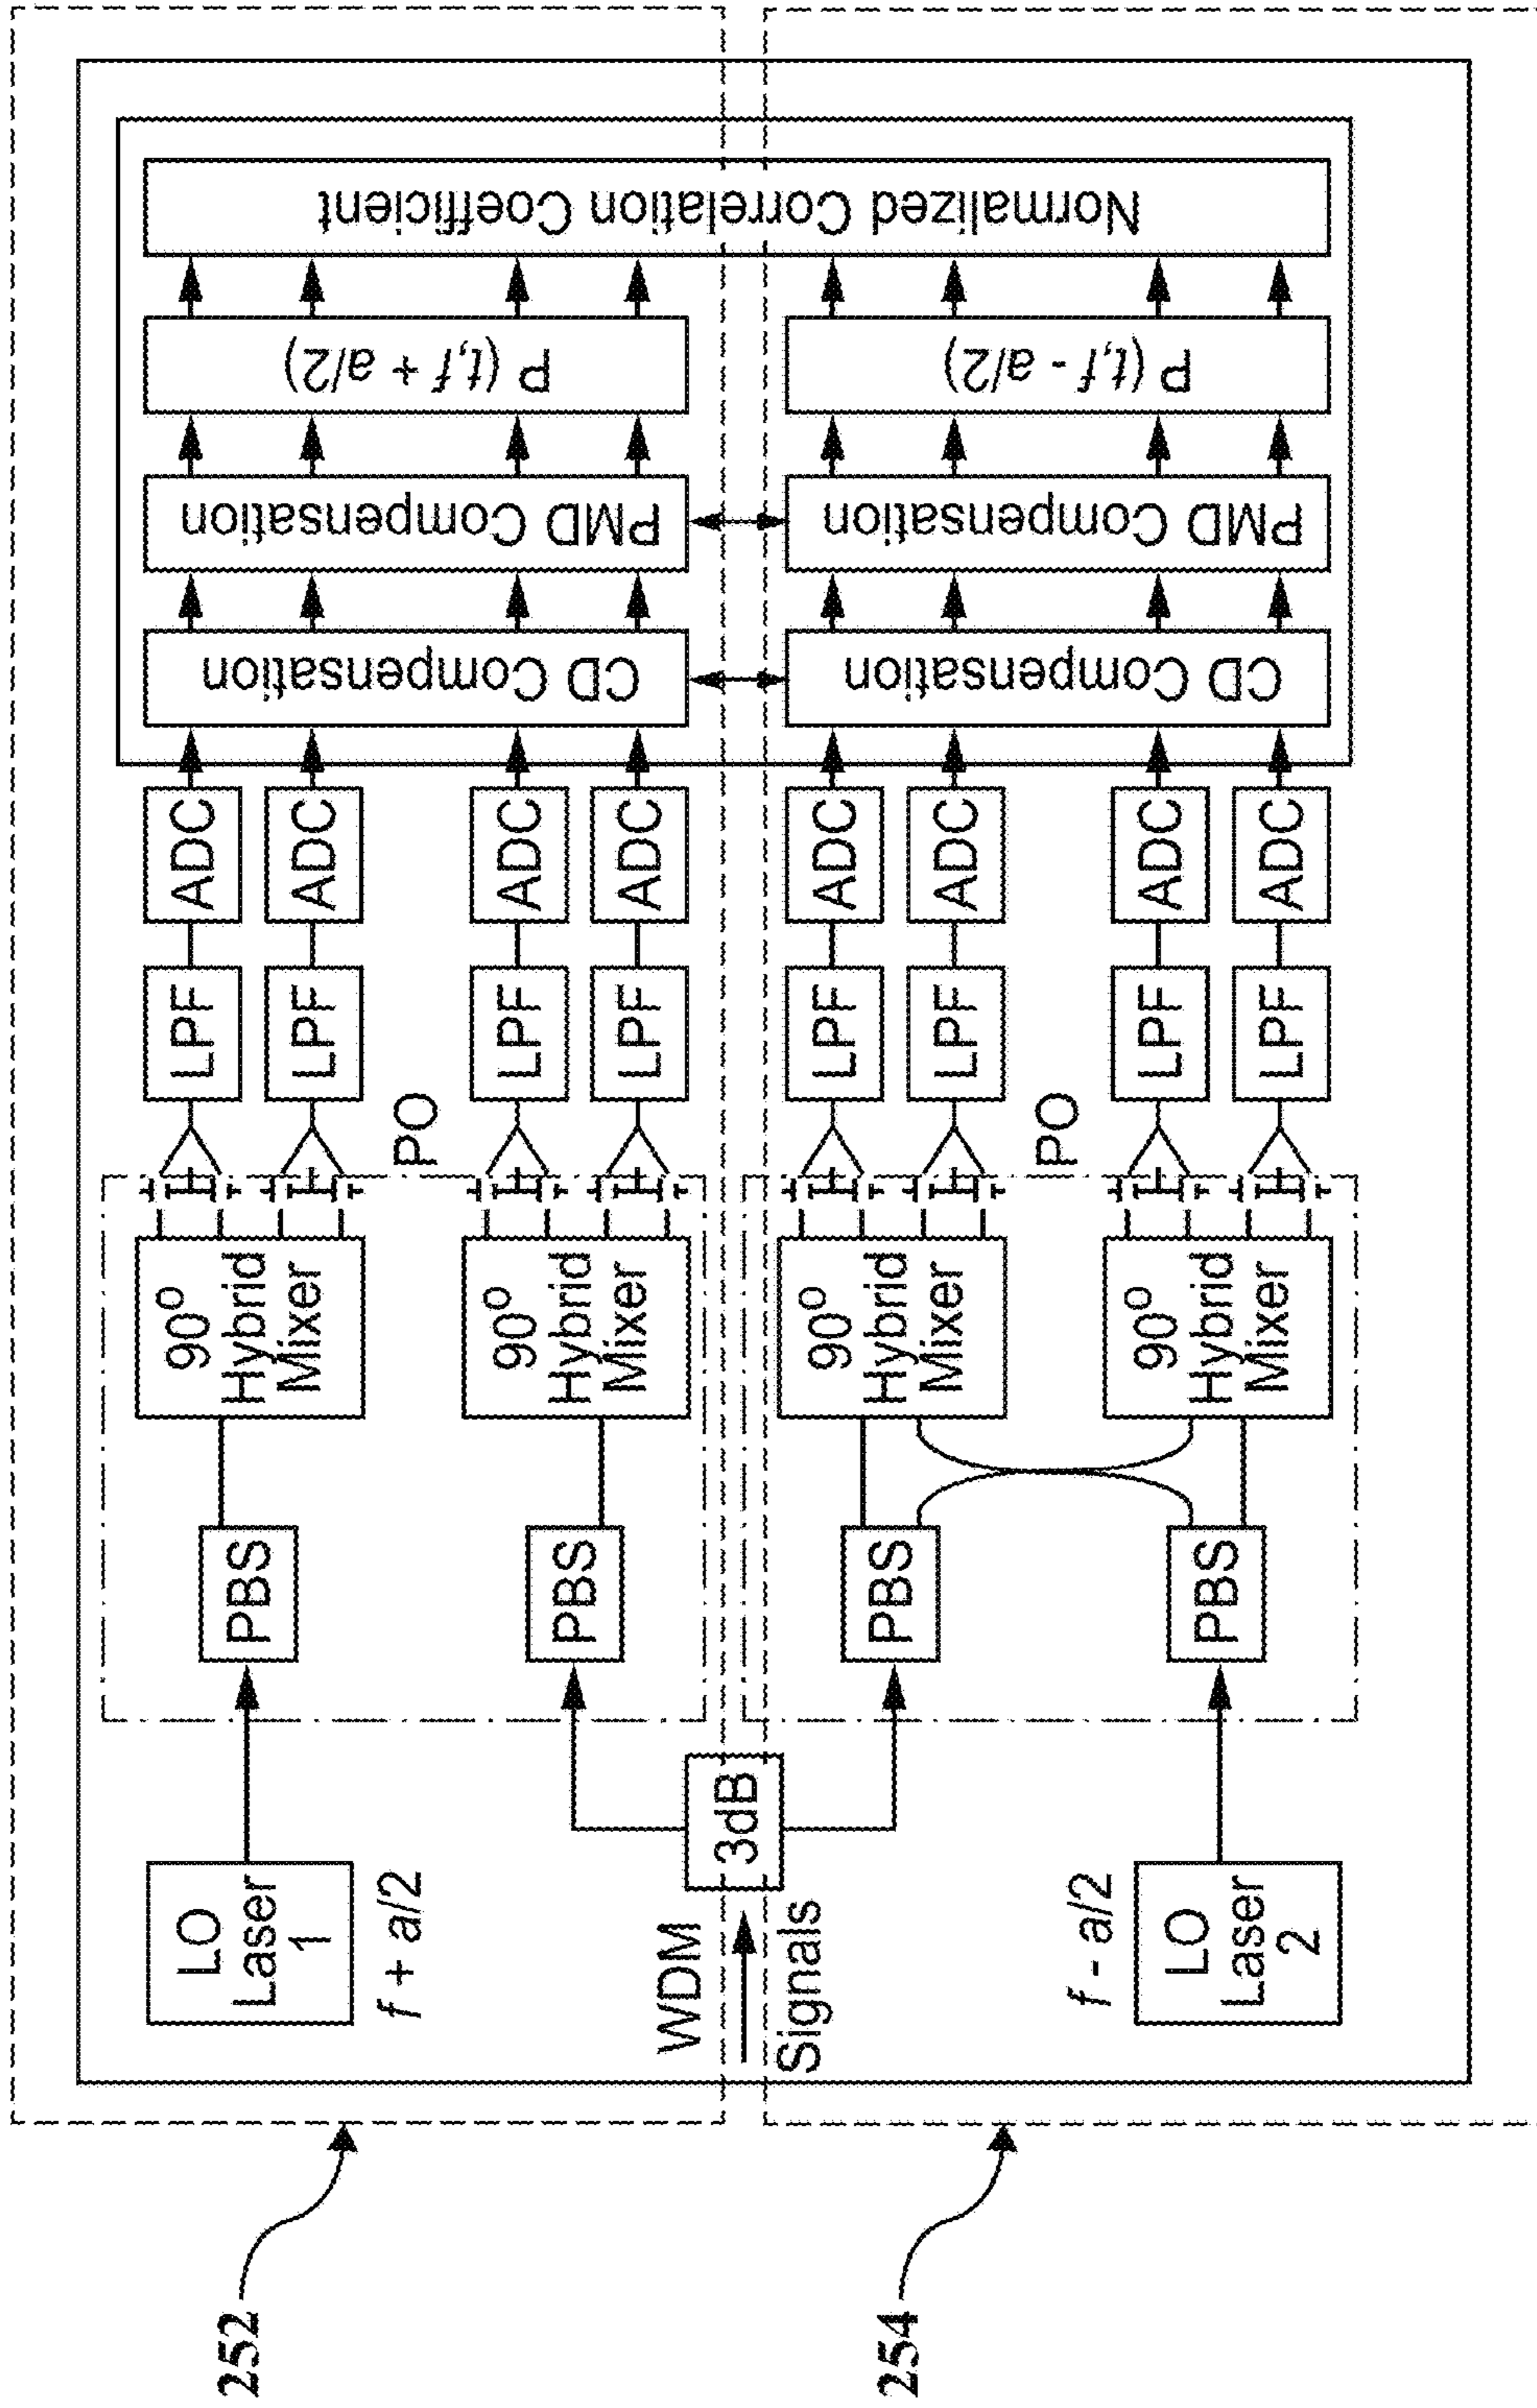 252
254
LO
Laser
1
f + a/2
WDM
Signals
3dB
f - a/2
LO
Laser
2
PBS
PBS
PBS
PBS
90°
Hybrid
Mixer
90°
Hybrid
Mixer
90°
Hybrid
Mixer
90°
Hybrid
Mixer
PO
PO
LPF
LPF
LPF
LPF
LPF
LPF
LPF
LPF
ADC
ADC
ADC
ADC
ADC
ADC
ADC
ADC
CD Compensation
CD Compensation
PMD Compensation
PMD Compensation
P (t,f + a/2)
P (t,f - a/2)
Normalized Correlation Coefficient